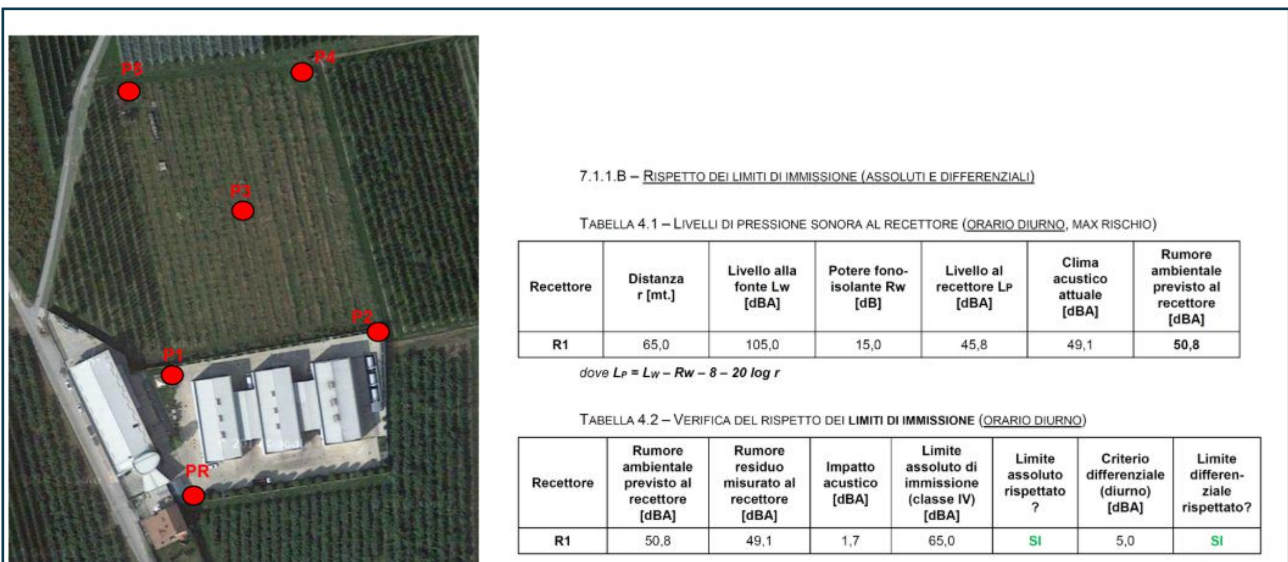 P5
P4
P3
P2
P1
PR
7.1.1.B – RISPETTO DEI LIMITI DI IMMISSIONE (ASSOLUTI E DIFFERENZIALI)
TABELLA 4.1 – LIVELLI DI PRESSIONE SONORA AL RECETTORE (ORARIO DIURNO, MAX RISCHIO)
Recettore
Distanza
r [mt.]
Livello alla
fonte Lw
[dBA]
Potere fono-
isolante Rw
[dB]
Livello al
recettore LP
[dBA]
Clima
acustico
attuale
[dBA]
Rumore
ambientale
previsto al
recettore
[dBA]
R1 65,0 105,0 15,0 45,8 49,1 50,8
dove LP = LW – RW – 8 – 20 log r
TABELLA 4.2 – VERIFICA DEL RISPETTO DEI LIMITI DI IMMISSIONE (ORARIO DIURNO)
Recettore
Rumore
ambientale
previsto al
recettore
[dBA]
Rumore
residuo
misurato al
recettore
[dBA]
Impatto
acustico
[dBA]
Limite
assoluto di
immissione
(classe IV)
[dBA]
Limite
assoluto
rispettato
?
Criterio
differenziale
(diurno)
[dBA]
Limite
differen-
ziale
rispettato?
R1 50,8 49,1 1,7 65,0 SI 5,0 SI